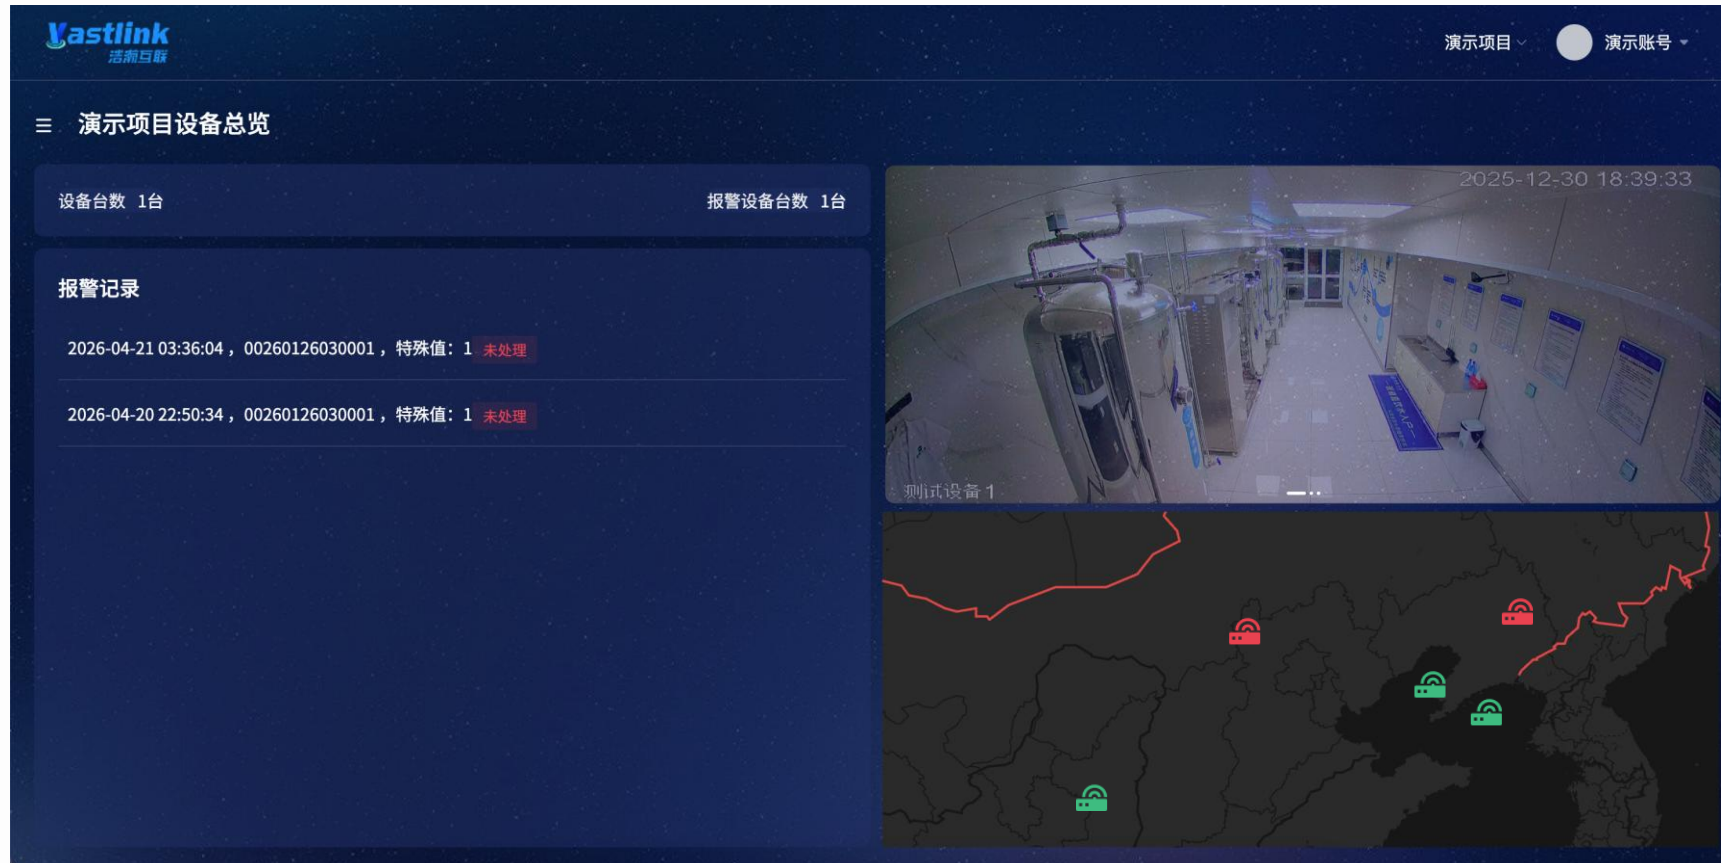 Vastlink
浩瀚互联
演示项目
演示账号
演示项目设备总览
设备台数 1台
报警设备台数 1台
报警记录
2026-04-21 03:36:04 , 00260126030001 , 特殊值：1 未处理
2026-04-20 22:50:34 , 00260126030001 , 特殊值：1 未处理
2025-12-30 18:39:33
测试设备1